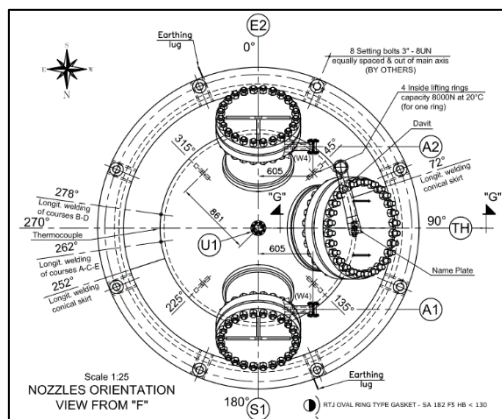 E2
0°
Earthing
lug
8 Setting bolts 3" - 8UN
equally spaced & out of main axis
(BY OTHERS)
4 Inside lifting rings
capacity 8000N at 20°C
(for one ring)
Davit
N
S
315°
45°
(W4)
A2
605
72°
Longit. welding
conical skirt
278°
Longit. welding
of courses B-D
861
"G"
"G"
270°
90°
TH
Thermocouple
U1
262°
Longit. welding
of courses A-C-E
605
Name Plate
252°
Longit. welding
conical skirt
225°
(W4)
135°
A1
Scale 1:25
NOZZLES ORIENTATION
VIEW FROM "F"
180°
S1
Earthing
lug
RTJ OVAL RING TYPE GASKET - SA 182 F5 HB < 130